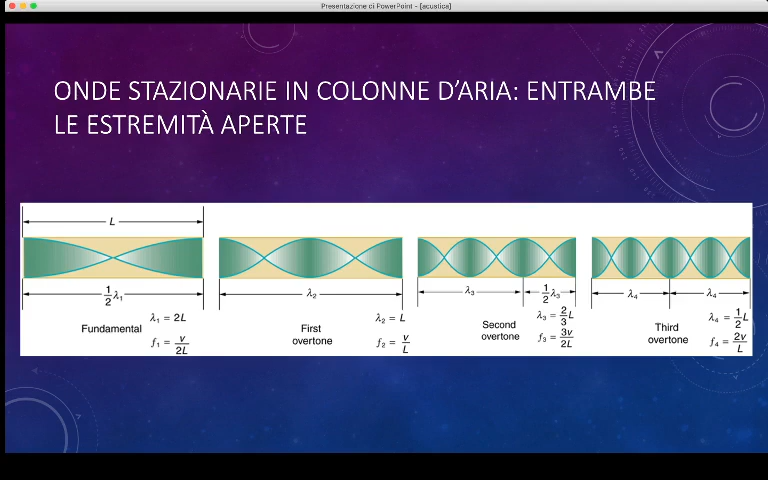 Presentazione di PowerPoint - [acustica]
ONDE STAZIONARIE IN COLONNE D'ARIA: ENTRAMBE
LE ESTREMITÀ APERTE
L
1/2 λ₁
λ₂
λ₃
1/2 λ₃
λ₄
λ₄
Fundamental
λ₁ = 2L
f₁ = v/2L
First
overtone
λ₂ = L
f₂ = v/L
Second
overtone
λ₃ = 2/3 L
f₃ = 3v/2L
Third
overtone
λ₄ = 1/2 L
f₄ = 2v/L